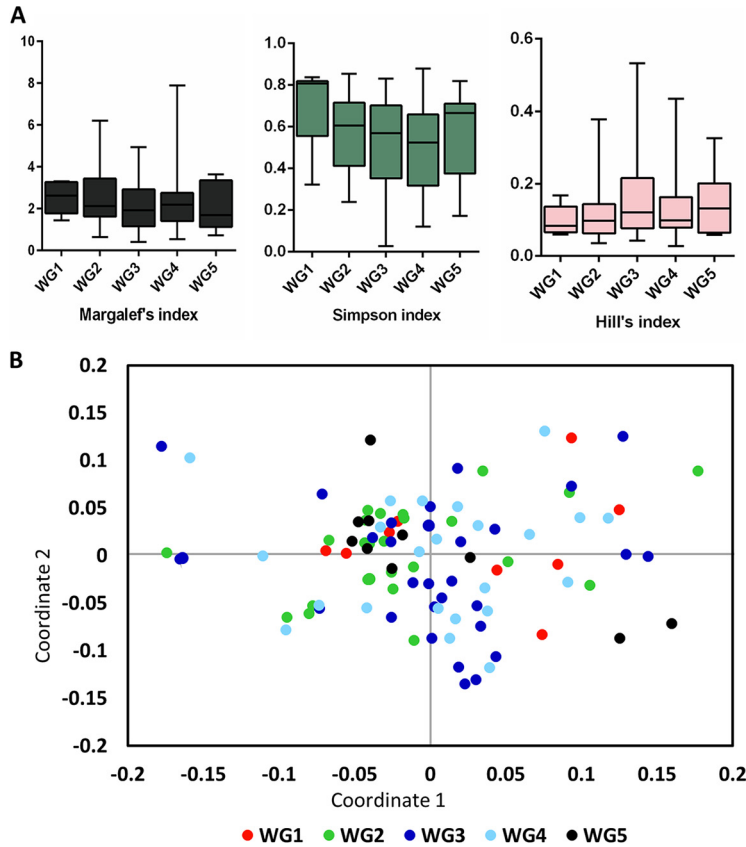 A
10
8
6
4
2
0
WG1 WG2 WG3 WG4 WG5
Margalef's index
1.0
0.8
0.6
0.4
0.2
0.0
WG1 WG2 WG3 WG4 WG5
Simpson index
0.6
0.4
0.2
0.0
WG1 WG2 WG3 WG4 WG5
Hill's index
B
0.2
0.15
0.1
0.05
0
-0.05
-0.1
-0.15
-0.2
Coordinate 2
-0.2 -0.15 -0.1 -0.05 0 0.05 0.1 0.15 0.2
Coordinate 1
WG1 WG2 WG3 WG4 WG5